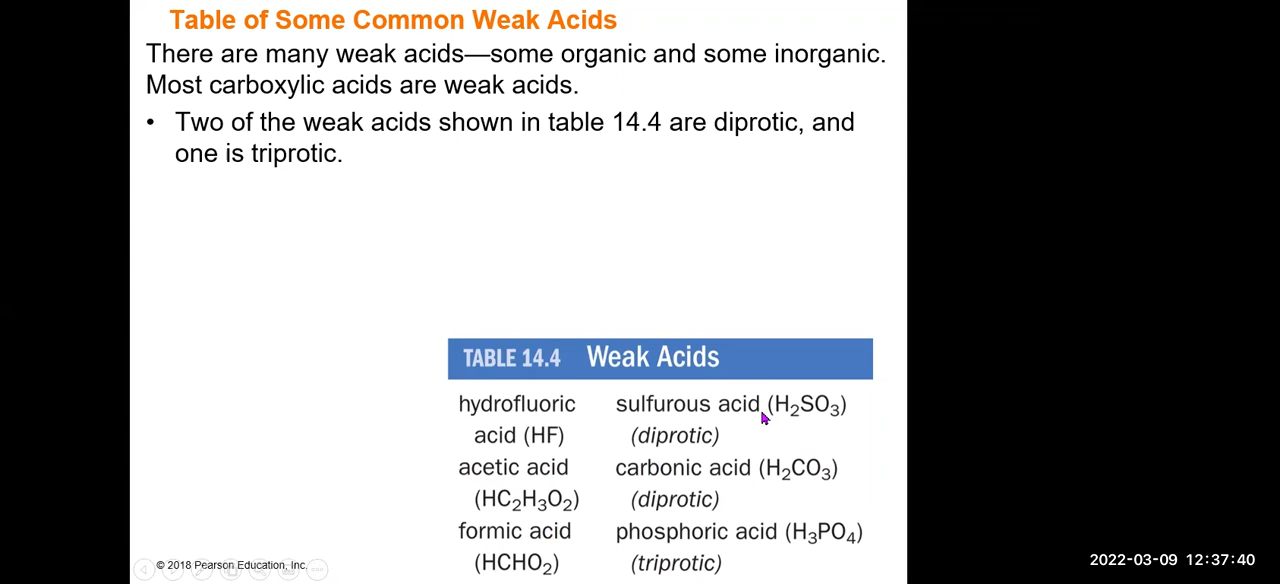 Table of Some Common Weak Acids
There are many weak acids—some organic and some inorganic.
Most carboxylic acids are weak acids.
• Two of the weak acids shown in table 14.4 are diprotic, and
one is triprotic.
TABLE 14.4 Weak Acids
hydrofluoric
acid (HF)
acetic acid
(HC₂H₃O₂)
formic acid
(HCHO₂)
sulfurous acid (H₂SO₃)
(diprotic)
carbonic acid (H₂CO₃)
(diprotic)
phosphoric acid (H₃PO₄)
(triprotic)
© 2018 Pearson Education, Inc.
2022-03-09 12:37:40